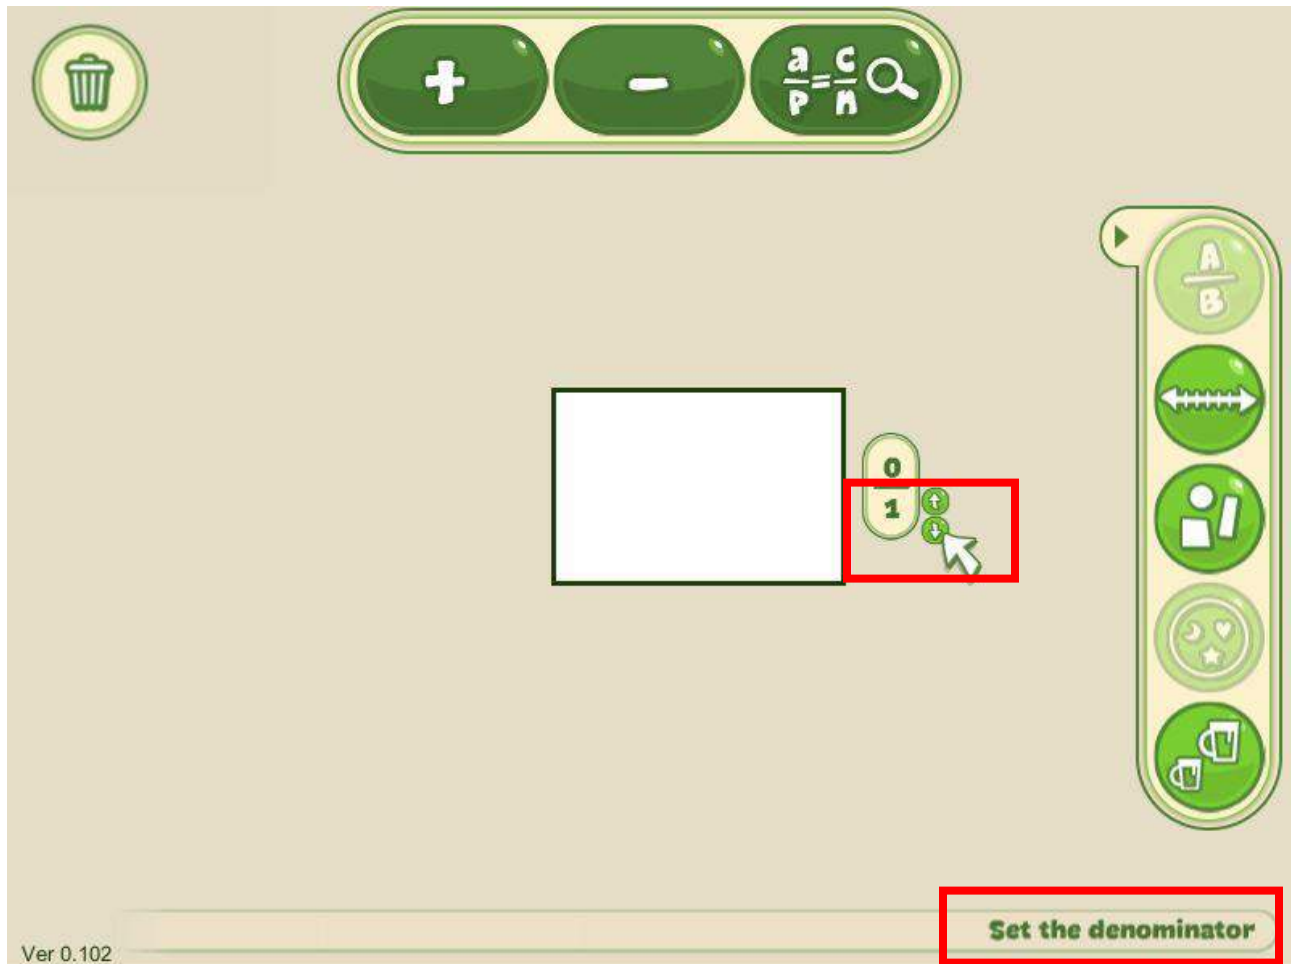 +
-
a/p = c/n
A
B
0
1
Set the denominator
Ver 0.102